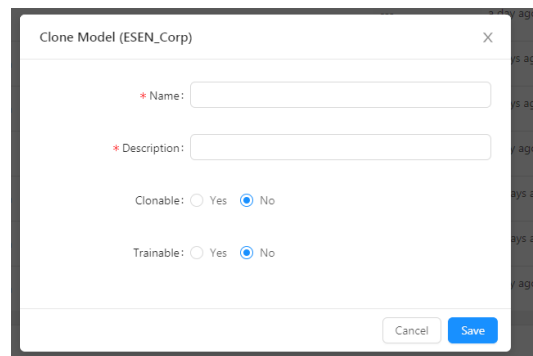 Clone Model (ESEN_Corp)
* Name:
* Description:
Clonable: Yes No
Trainable: Yes No
Cancel Save